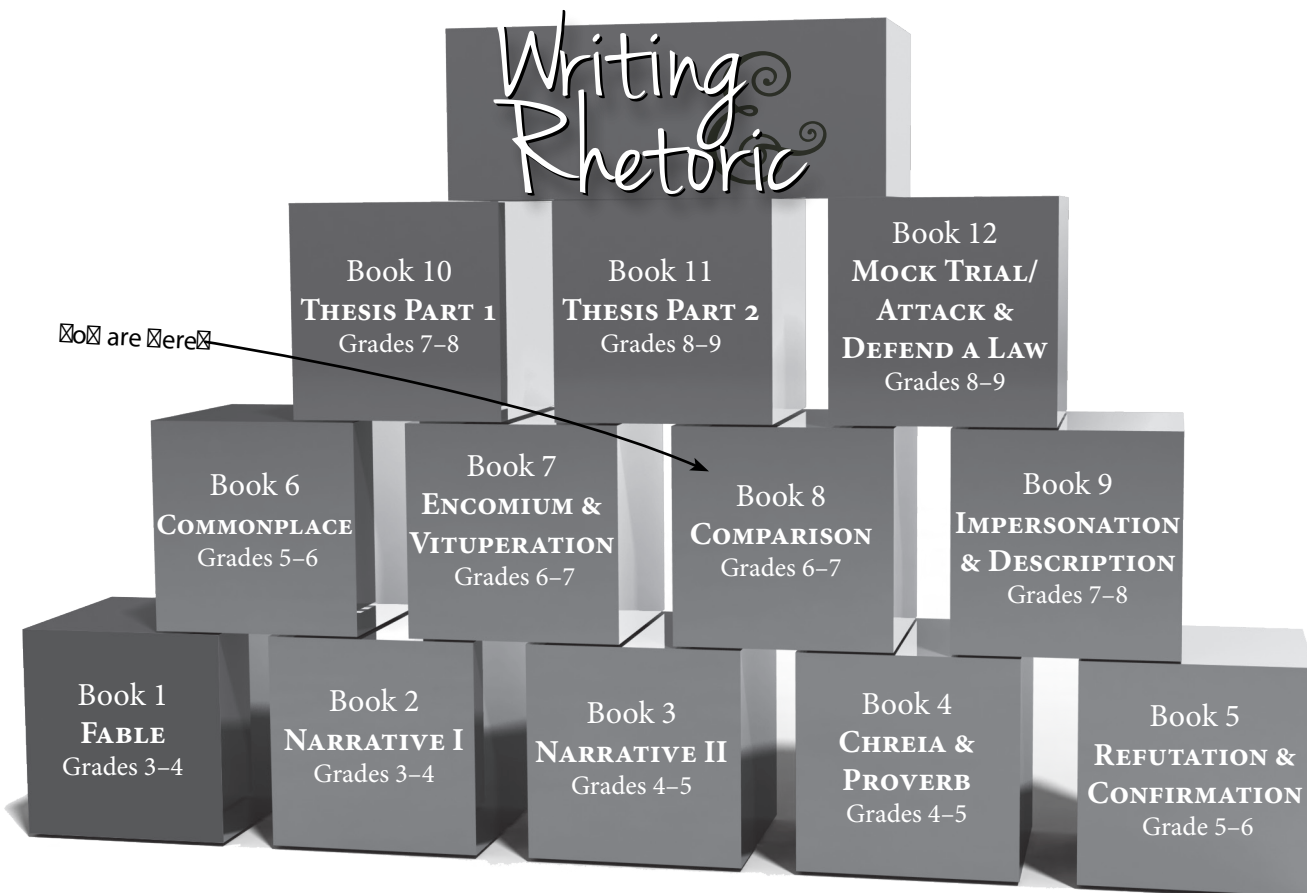 Writing &
Rhetoric
Book 10
THESIS PART 1
Grades 7–8
Book 11
THESIS PART 2
Grades 8–9
Book 12
MOCK TRIAL/
ATTACK &
DEFEND A LAW
Grades 8–9
are
Book 6
COMMONPLACE
Grades 5–6
Book 7
ENCOMIUM &
VITUPERATION
Grades 6–7
Book 8
COMPARISON
Grades 6–7
Book 9
IMPERSONATION
& DESCRIPTION
Grades 7–8
Book 1
FABLE
Grades 3–4
Book 2
NARRATIVE I
Grades 3–4
Book 3
NARRATIVE II
Grades 4–5
Book 4
CHREIA &
PROVERB
Grades 4–5
Book 5
REFUTATION &
CONFIRMATION
Grade 5–6